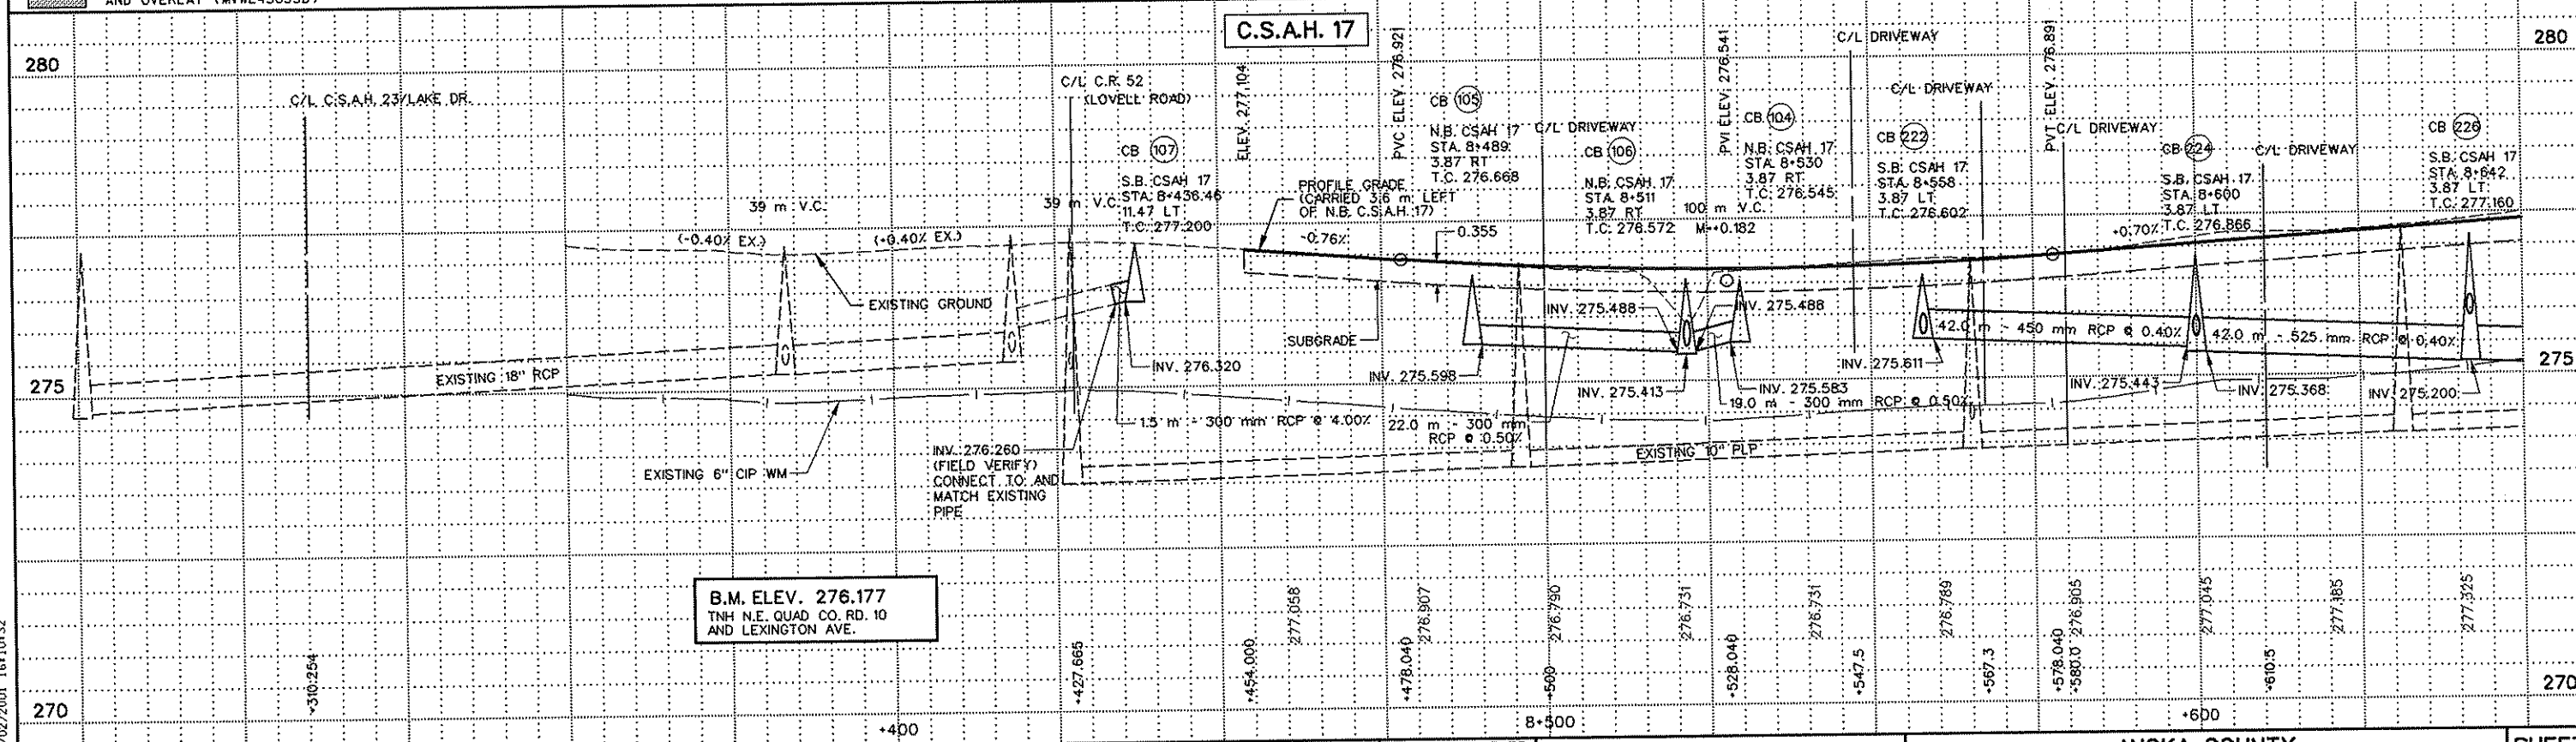 C.S.A.H. 17
280
280
C/L C.S.A.H. 23/LAKE DR.
C/L C.R. 52
(LOVELL ROAD)
CB 107
S.B. CSAH 17
STA. 8+436.46
11.47 LT
T.C. 277.200
ELEV. 277.104
PROFILE GRADE
(CARRIED 3.6 m LEFT
OF N.B. C.S.A.H. 17)
PVC ELEV. 276.921
CB 105
N.B. CSAH 17
STA. 8+489
3.87 RT
T.C. 276.668
C/L DRIVEWAY
CB 106
N.B. CSAH 17
STA. 8+511
3.87 RT
T.C. 276.572
PVI ELEV. 276.541
CB 104
N.B. CSAH 17
STA. 8+530
3.87 RT
T.C. 276.545
100 m V.C.
M=+0.182
C/L DRIVEWAY
C/L DRIVEWAY
CB 222
S.B. CSAH 17
STA. 8+558
3.87 LT
T.C. 276.602
PVT ELEV. 276.891
C/L DRIVEWAY
CB 224
S.B. CSAH 17
STA. 8+600
3.87 LT
T.C. 276.866
C/L DRIVEWAY
CB 226
S.B. CSAH 17
STA. 8+642
3.87 LT
T.C. 277.160
39 m V.C.
39 m V.C.
(-0.40% EX.)
(+0.40% EX.)
-0.76%
0.355
+0.70%
EXISTING GROUND
SUBGRADE
INV. 275.488
INV. 275.488
42.0 m - 450 mm RCP @ 0.40%
42.0 m - 525 mm RCP @ 0.40%
275
275
EXISTING 18" RCP
INV. 276.320
INV. 275.598
INV. 275.413
INV. 275.583
19.0 m - 300 mm RCP @ 0.50%
INV. 275.611
INV. 275.443
INV. 275.368
INV. 275.200
1.5 m - 300 mm RCP @ 4.00%
22.0 m - 300 mm
RCP @ 0.50%
EXISTING 6" CIP WM
INV. 276.260
(FIELD VERIFY)
CONNECT TO AND
MATCH EXISTING
PIPE
EXISTING 10" PLP
B.M. ELEV. 276.177
TNH N.E. QUAD CO. RD. 10
AND LEXINGTON AVE.
277.058
276.907
276.790
276.731
276.731
276.789
276.905
277.045
277.185
277.325
+310.254
+427.665
+454.000
+478.040
+500
+528.040
+547.5
+567.3
+578.040
+580.0
+610.5
270
270
+400
8+500
+600